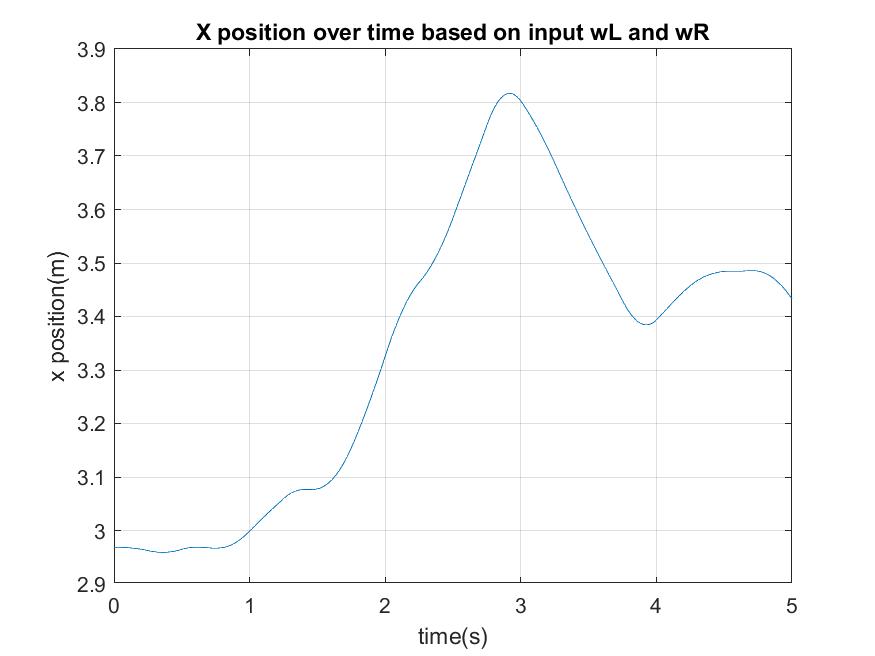 X position over time based on input wL and wR
3.9
3.8
3.7
3.6
3.5
3.4
3.3
3.2
3.1
3
2.9
x position(m)
0 1 2 3 4 5
time(s)